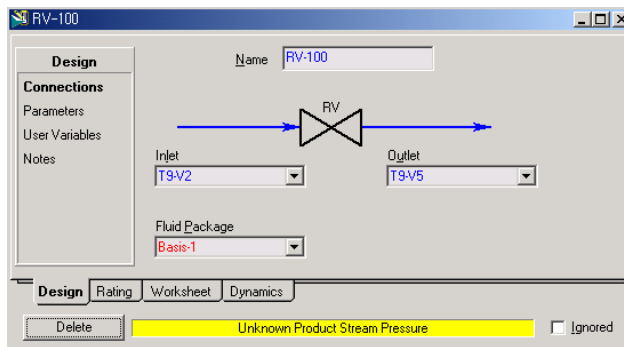 RV-100
Design
Connections
Parameters
User Variables
Notes
Name RV-100
RV
Inlet Outlet
T9-V2 T9-V5
Fluid Package
Basis-1
Design Rating Worksheet Dynamics
Delete Unknown Product Stream Pressure Ignored